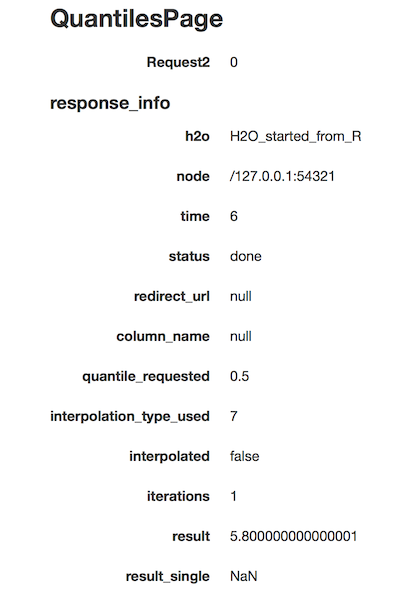 QuantilesPage
Request2 0
response_info
h2o H2O_started_from_R
node /127.0.0.1:54321
time 6
status done
redirect_url null
column_name null
quantile_requested 0.5
interpolation_type_used 7
interpolated false
iterations 1
result 5.800000000000001
result_single NaN